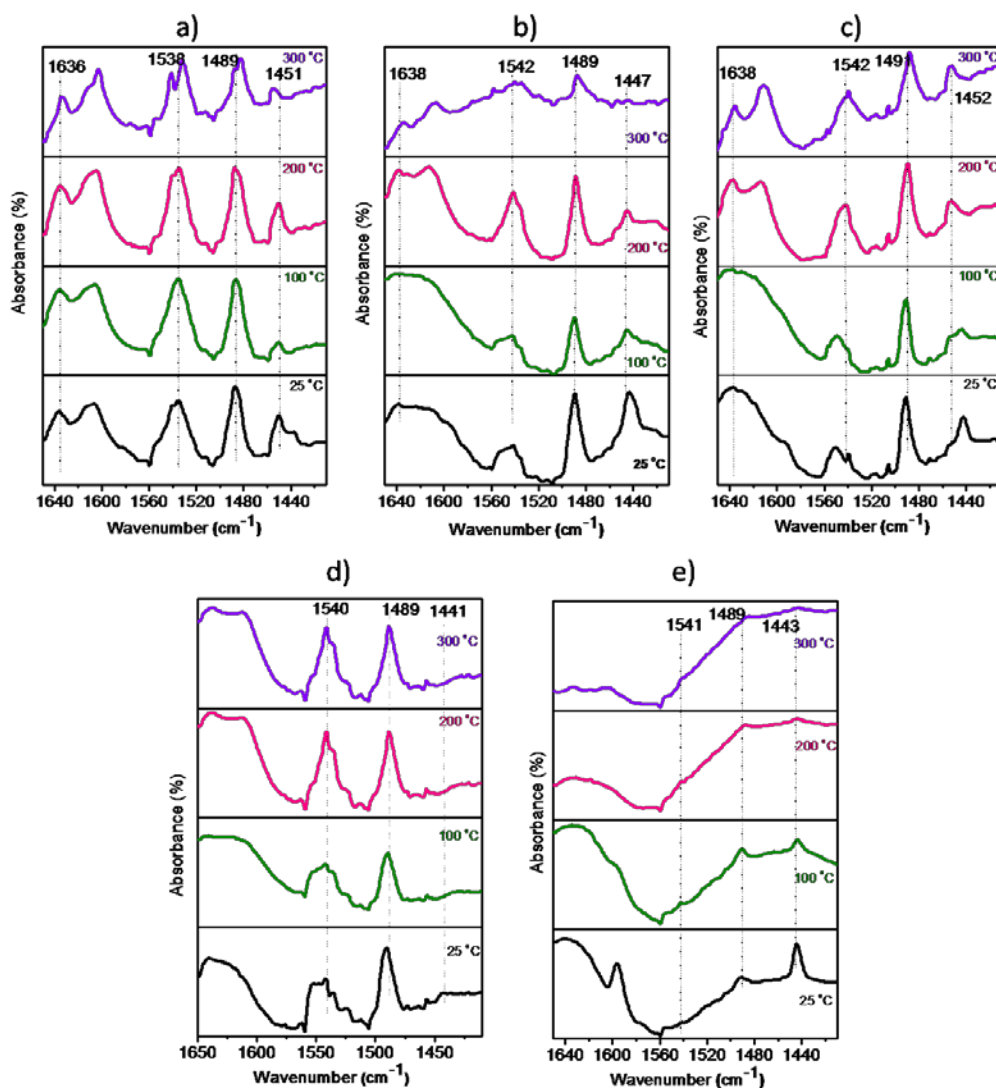 a)
b)
c)
1636
1538
1489
300 °C
1451
1638
1542
1489
1447
300 °C
1638
1542
1491
300 °C
1452
200 °C
200 °C
200 °C
100 °C
100 °C
100 °C
25 °C
25 °C
25 °C
Absorbance (%)
Absorbance (%)
Absorbance (%)
1640 1600 1560 1520 1480 1440
1640 1600 1560 1520 1480 1440
1640 1600 1560 1520 1480 1440
Wavenumber (cm⁻¹)
Wavenumber (cm⁻¹)
Wavenumber (cm⁻¹)
d)
e)
1540
1489
1441
300 °C
1541
1489
1443
300 °C
200 °C
200 °C
100 °C
100 °C
25 °C
25 °C
Absorbance (%)
Absorbance (%)
1650 1600 1550 1500 1450
1640 1600 1560 1520 1480 1440
Wavenumber (cm⁻¹)
Wavenumber (cm⁻¹)